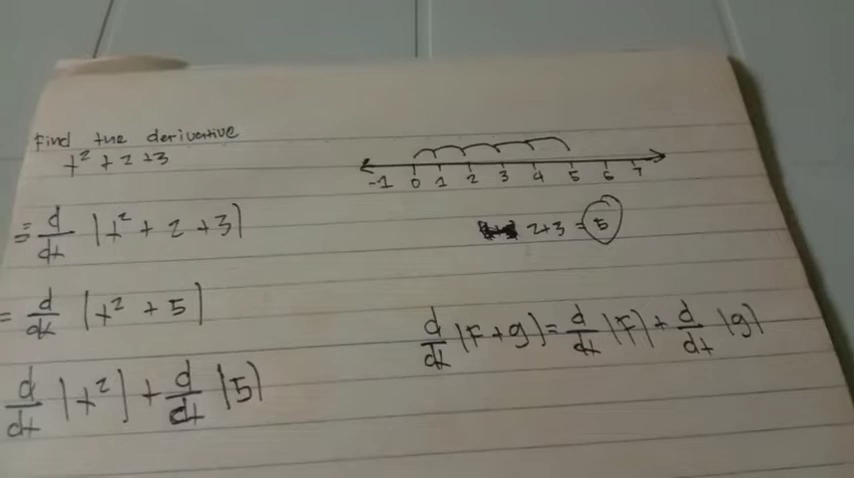 Find the derivative
t² + 2 + 3
= d/dt |t² + 2 + 3|
= d/dt |t² + 5|
d/dt |t²| + d/dt |5|
-1 0 1 2 3 4 5 6 7
2+3 = 5
d/dt |F + g| = d/dt |F| + d/dt |g|